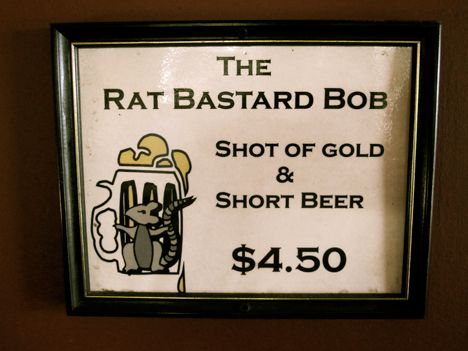 THE
RAT BASTARD BOB
SHOT OF GOLD
&
SHORT BEER
$4.50